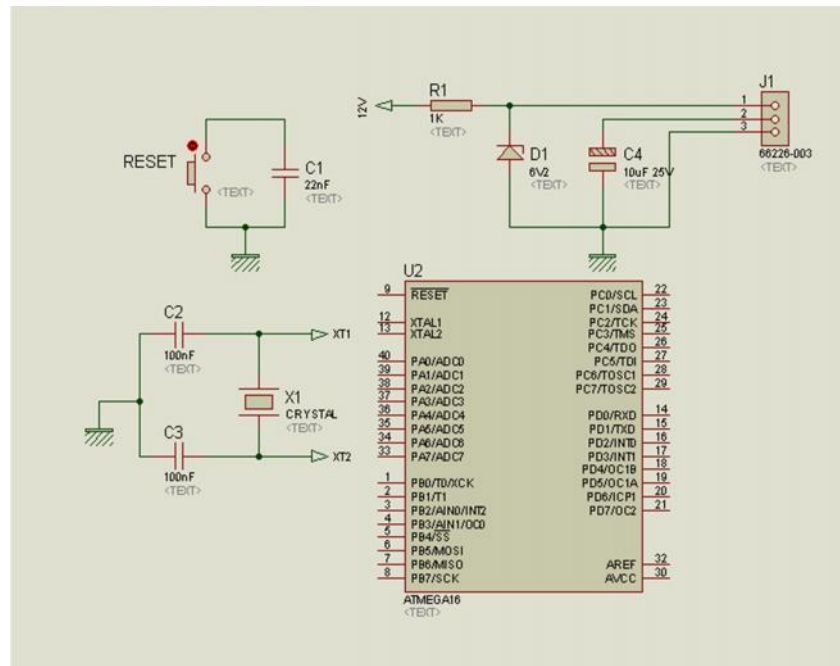 R1
1K
<TEXT>
12V
J1
1
2
3
66226-003
<TEXT>
D1
6V2
<TEXT>
C4
10uF 25V
<TEXT>
RESET
<TEXT>
C1
22nF
<TEXT>
C2
100nF
<TEXT>
XT1
X1
CRYSTAL
<TEXT>
C3
100nF
<TEXT>
XT2
U2
9 RESET
12 XTAL1
13 XTAL2
40 PA0/ADC0
39 PA1/ADC1
38 PA2/ADC2
37 PA3/ADC3
36 PA4/ADC4
35 PA5/ADC5
34 PA6/ADC6
33 PA7/ADC7
1 PB0/T0/XCK
2 PB1/T1
3 PB2/AIN0/INT2
4 PB3/AIN1/OC0
5 PB4/SS
6 PB5/MOSI
7 PB6/MISO
8 PB7/SCK
PC0/SCL 22
PC1/SDA 23
PC2/TCK 24
PC3/TMS 25
PC4/TDO 26
PC5/TDI 27
PC6/TOSC1 28
PC7/TOSC2 29
PD0/RXD 14
PD1/TXD 15
PD2/INT0 16
PD3/INT1 17
PD4/OC1B 18
PD5/OC1A 19
PD6/ICP1 20
PD7/OC2 21
AREF 32
AVCC 30
ATMEGA16
<TEXT>